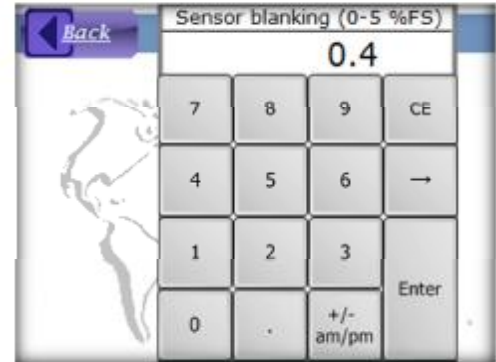 Back
Sensor blanking (0-5 %FS)
0.4
7 8 9 CE
4 5 6 →
1 2 3
Enter
0 . +/-
am/pm